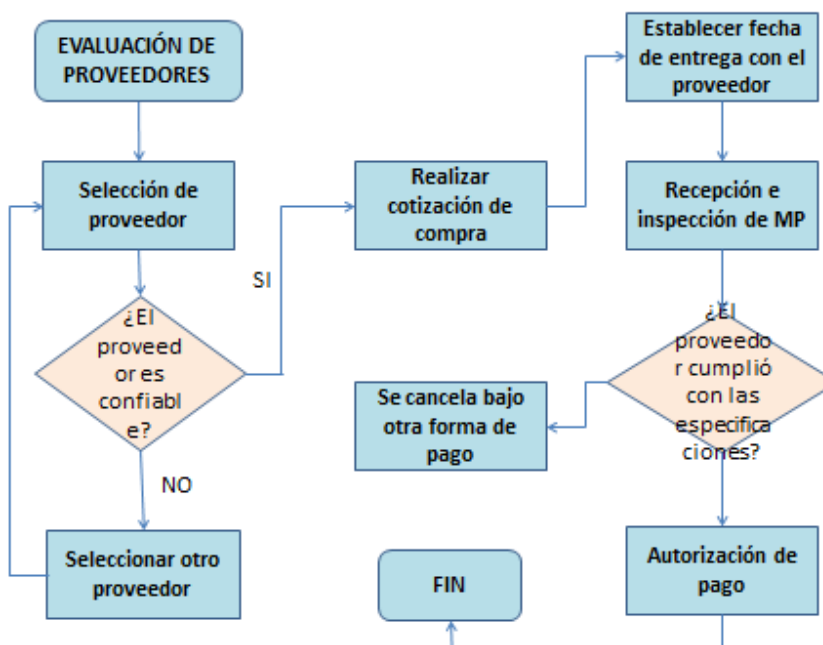 EVALUACIÓN DE
PROVEEDORES
Selección de
proveedor
¿El
proveed
or es
confiabl
e?
SI
NO
Seleccionar otro
proveedor
Realizar
cotización de
compra
Establecer fecha
de entrega con el
proveedor
Recepción e
inspección de MP
¿El
proveedo
r cumplió
con las
especifica
ciones?
Se cancela bajo
otra forma de
pago
Autorización de
pago
FIN